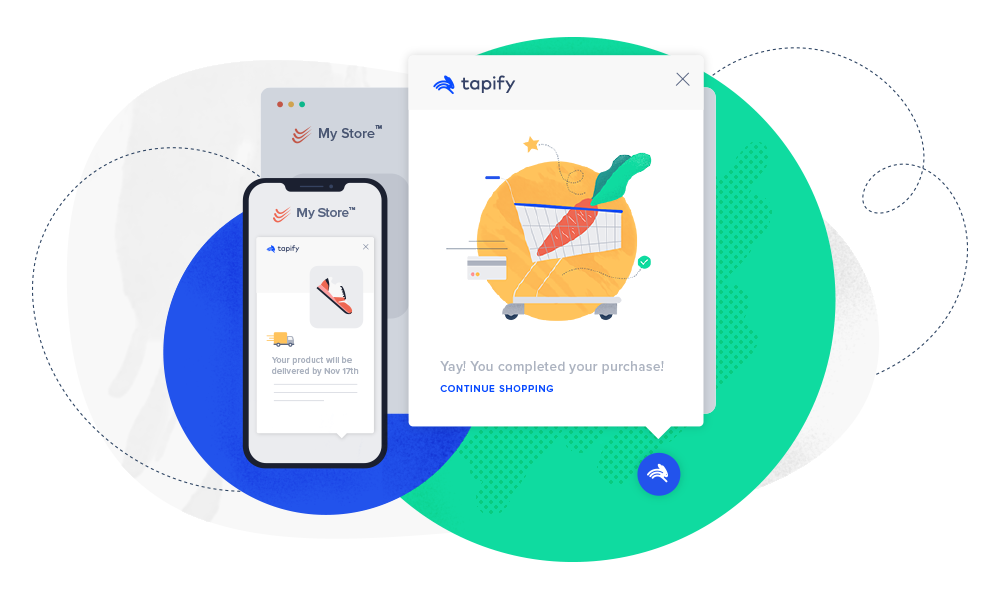 tapify
My Store™
My Store™
tapify
Your product will be
delivered by Nov 17th
Yay! You completed your purchase!
CONTINUE SHOPPING